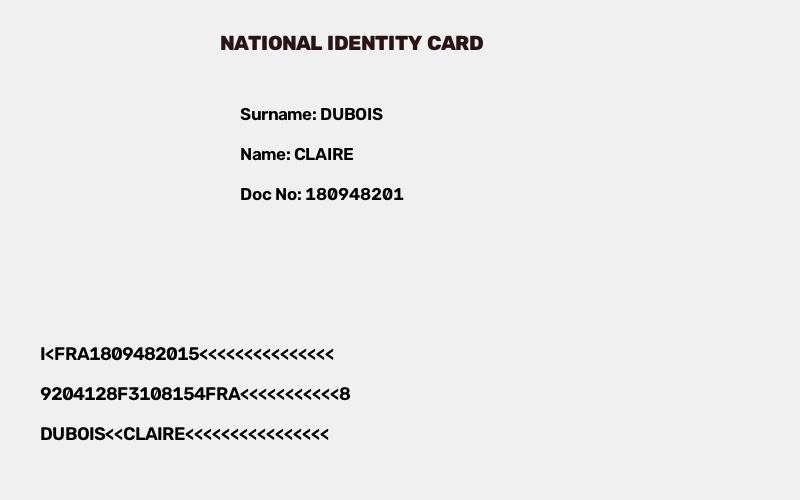 NATIONAL IDENTITY CARD
Surname: DUBOIS
Name: CLAIRE
Doc No: 180948201
I<FRA1809482015<<<<<<<<<<<<<<<
9204128F3108154FRA<<<<<<<<<<<8
DUBOIS<<CLAIRE<<<<<<<<<<<<<<<<